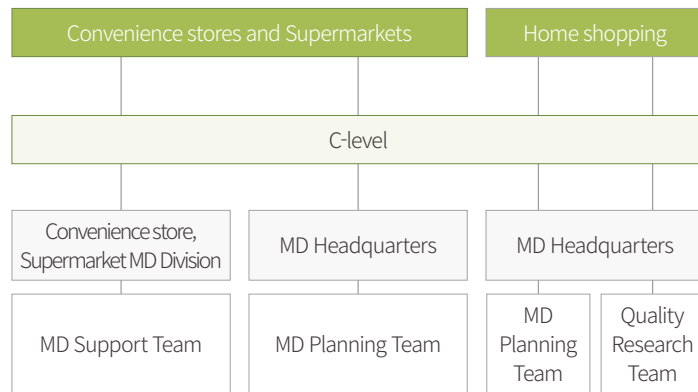 Convenience stores and Supermarkets
Home shopping
C-level
Convenience store,
Supermarket MD Division
MD Headquarters
MD Headquarters
MD Support Team
MD Planning Team
MD
Planning
Team
Quality
Research
Team